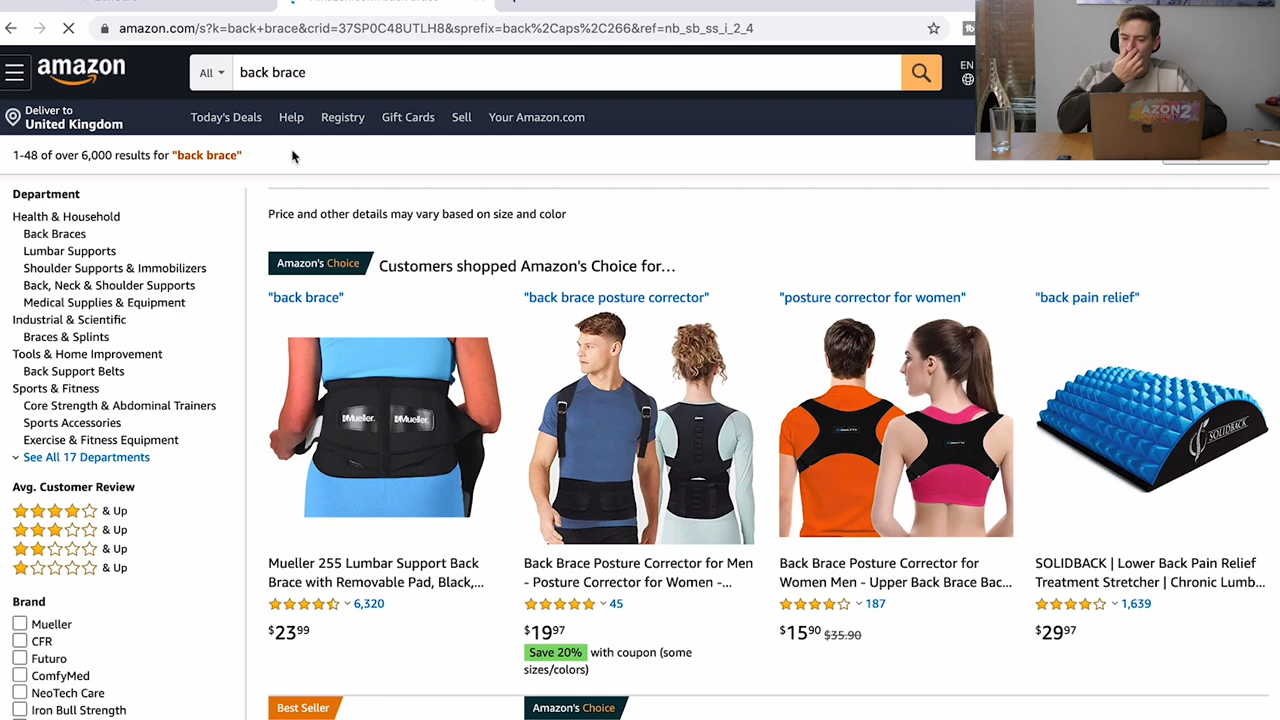 amazon.com/s?k=back+brace&crid=37SP0C48UTLH8&sprefix=back%2Caps%2C266&ref=nb_sb_ss_i_2_4
amazon
All
back brace
EN
Deliver to
United Kingdom
Today's Deals
Help
Registry
Gift Cards
Sell
Your Amazon.com
AZON2
1-48 of over 6,000 results for "back brace"
Department
Health & Household
Back Braces
Lumbar Supports
Shoulder Supports & Immobilizers
Back, Neck & Shoulder Supports
Medical Supplies & Equipment
Industrial & Scientific
Braces & Splints
Tools & Home Improvement
Back Support Belts
Sports & Fitness
Core Strength & Abdominal Trainers
Sports Accessories
Exercise & Fitness Equipment
See All 17 Departments
Avg. Customer Review
& Up
& Up
& Up
& Up
Brand
Mueller
CFR
Futuro
ComfyMed
NeoTech Care
Iron Bull Strength
Price and other details may vary based on size and color
Amazon's Choice
Customers shopped Amazon's Choice for…
"back brace"
Mueller.
Mueller.
Mueller 255 Lumbar Support Back
Brace with Removable Pad, Black,...
6,320
$2399
"back brace posture corrector"
Back Brace Posture Corrector for Men
- Posture Corrector for Women -...
45
$1997
Save 20% with coupon (some
sizes/colors)
"posture corrector for women"
Back Brace Posture Corrector for
Women Men - Upper Back Brace Bac...
187
$1590 $35.90
"back pain relief"
SOLIDBACK
SOLIDBACK | Lower Back Pain Relief
Treatment Stretcher | Chronic Lumb...
1,639
$2997
Best Seller
Amazon's Choice